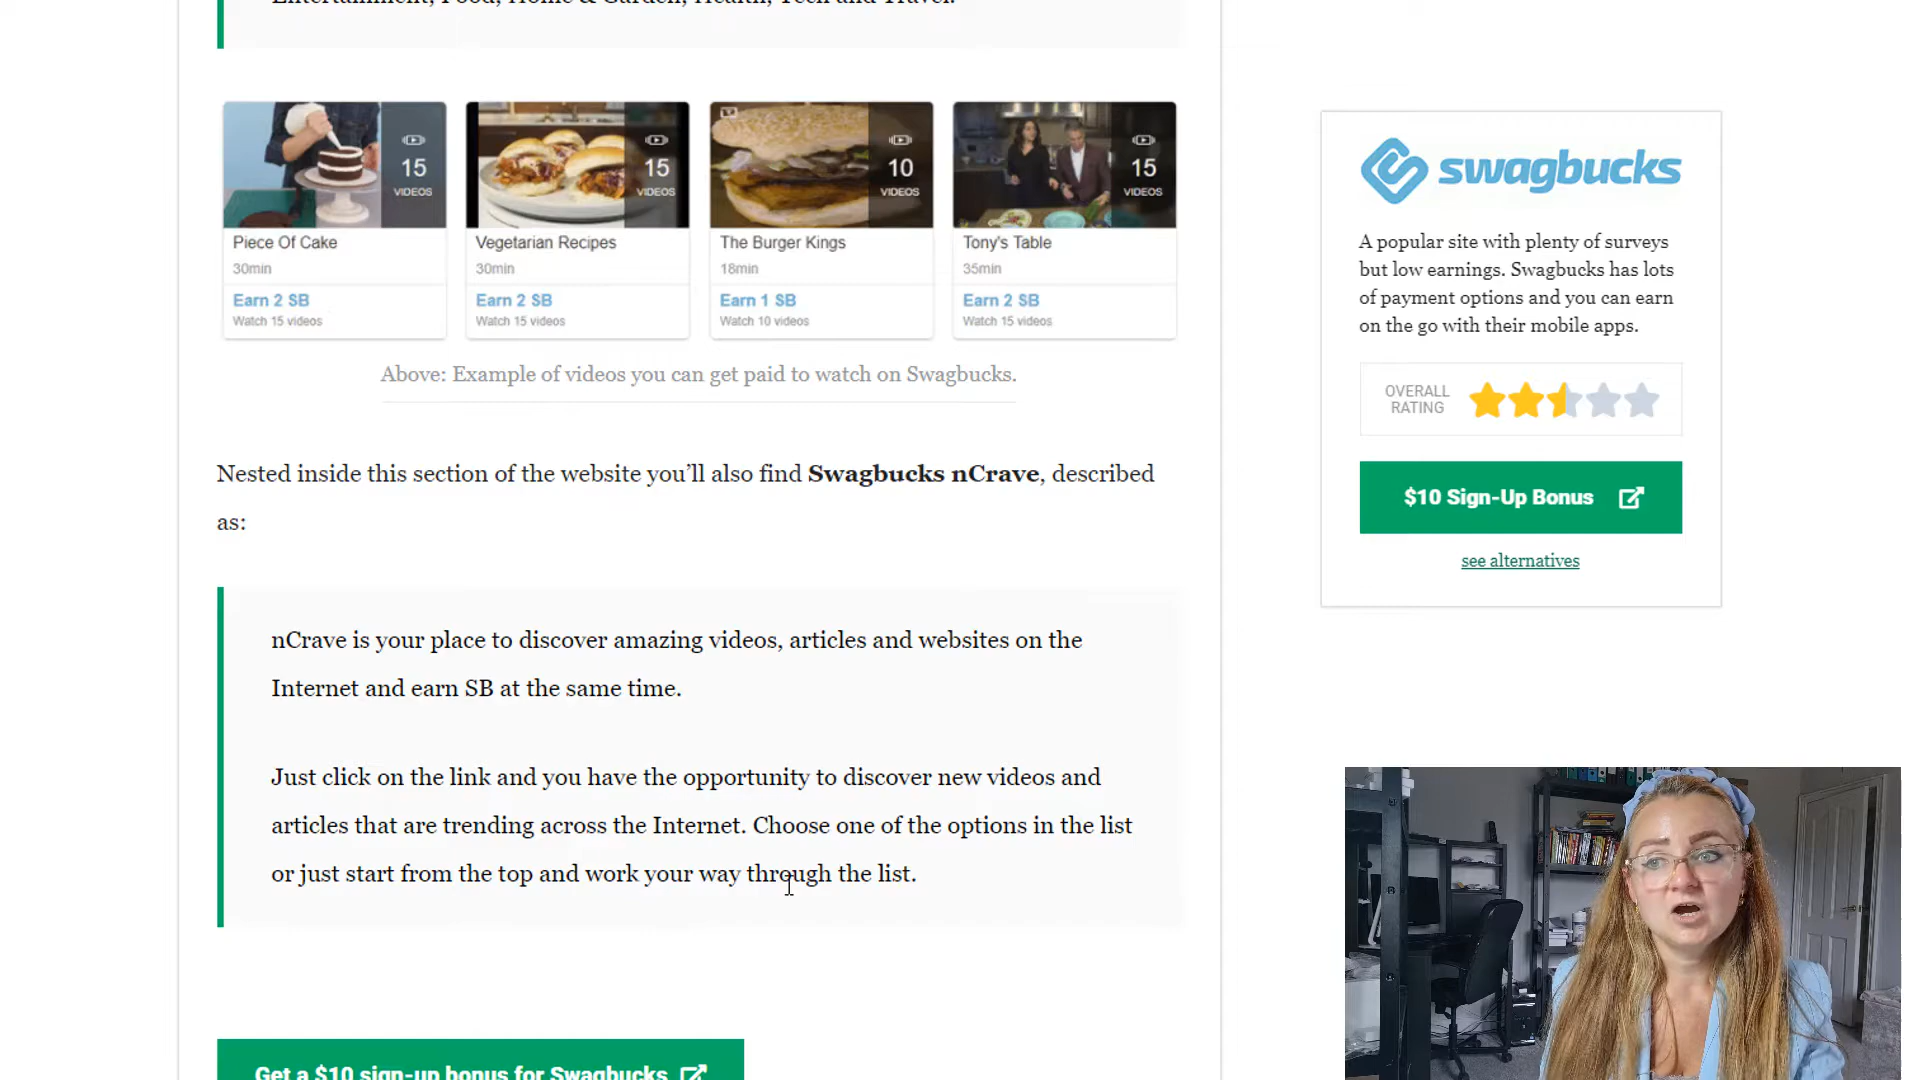 Entertainment, Food, Home & Garden, Health, Tech and Travel.
15
VIDEOS
15
VIDEOS
10
VIDEOS
15
VIDEOS
Piece Of Cake
30min
Earn 2 SB
Watch 15 videos
Vegetarian Recipes
30min
Earn 2 SB
Watch 15 videos
The Burger Kings
18min
Earn 1 SB
Watch 10 videos
Tony's Table
35min
Earn 2 SB
Watch 15 videos
Above: Example of videos you can get paid to watch on Swagbucks.
Nested inside this section of the website you’ll also find Swagbucks nCrave, described
as:
nCrave is your place to discover amazing videos, articles and websites on the
Internet and earn SB at the same time.
Just click on the link and you have the opportunity to discover new videos and
articles that are trending across the Internet. Choose one of the options in the list
or just start from the top and work your way through the list.
Get a $10 sign-up bonus for Swagbucks
swagbucks
A popular site with plenty of surveys
but low earnings. Swagbucks has lots
of payment options and you can earn
on the go with their mobile apps.
OVERALL
RATING
$10 Sign-Up Bonus
see alternatives